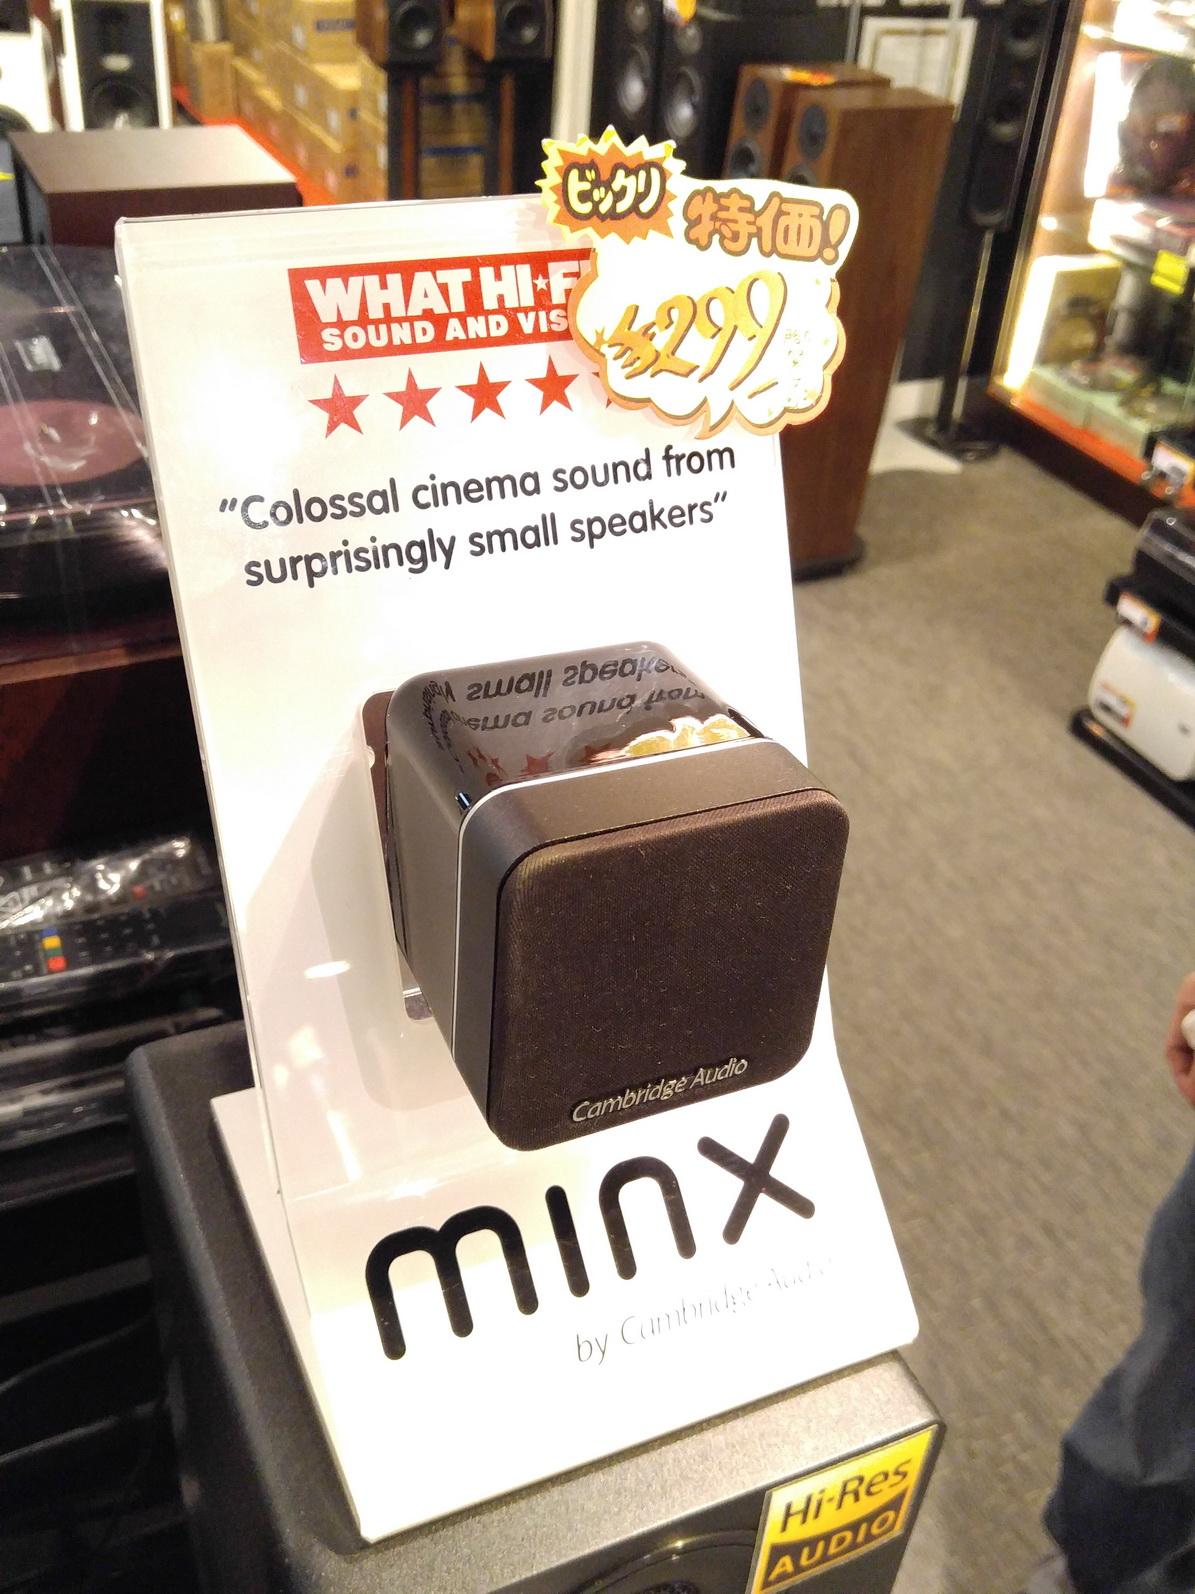 ビックリ
特価!
WHAT HI★F
SOUND AND VIS
299
"Colossal cinema sound from
surprisingly small speakers"
Cambridge Audio
minx
by Cambridge Audio
Hi-Res
AUDIO